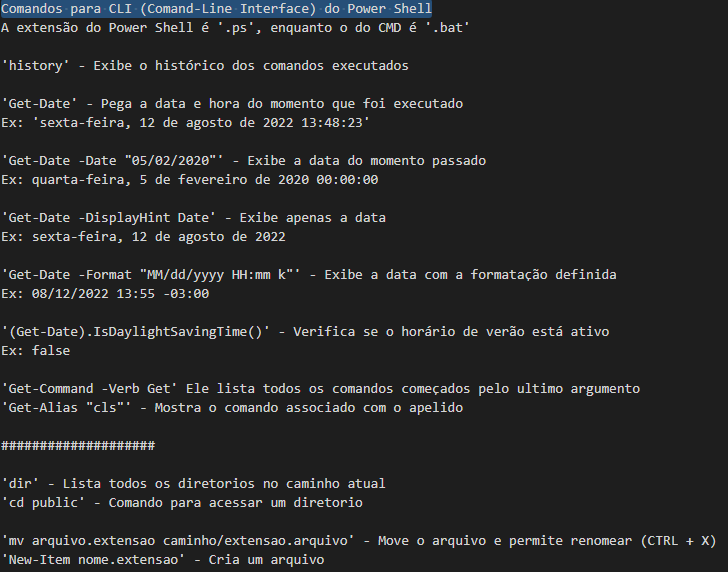 Comandos para CLI (Comand-Line Interface) do Power Shell
A extensão do Power Shell é '.ps', enquanto o do CMD é '.bat'
'history' - Exibe o histórico dos comandos executados
'Get-Date' - Pega a data e hora do momento que foi executado
Ex: 'sexta-feira, 12 de agosto de 2022 13:48:23'
'Get-Date -Date "05/02/2020"' - Exibe a data do momento passado
Ex: quarta-feira, 5 de fevereiro de 2020 00:00:00
'Get-Date -DisplayHint Date' - Exibe apenas a data
Ex: sexta-feira, 12 de agosto de 2022
'Get-Date -Format "MM/dd/yyyy HH:mm k"' - Exibe a data com a formatação definida
Ex: 08/12/2022 13:55 -03:00
'(Get-Date).IsDaylightSavingTime()' - Verifica se o horário de verão está ativo
Ex: false
'Get-Command -Verb Get' Ele lista todos os comandos começados pelo ultimo argumento
'Get-Alias "cls"' - Mostra o comando associado com o apelido
####################
'dir' - Lista todos os diretorios no caminho atual
'cd public' - Comando para acessar um diretorio
'mv arquivo.extensao caminho/extensao.arquivo' - Move o arquivo e permite renomear (CTRL + X)
'New-Item nome.extensao' - Cria um arquivo